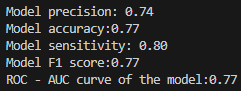 Model precision: 0.74
Model accuracy:0.77
Model sensitivity: 0.80
Model F1 score:0.77
ROC - AUC curve of the model:0.77